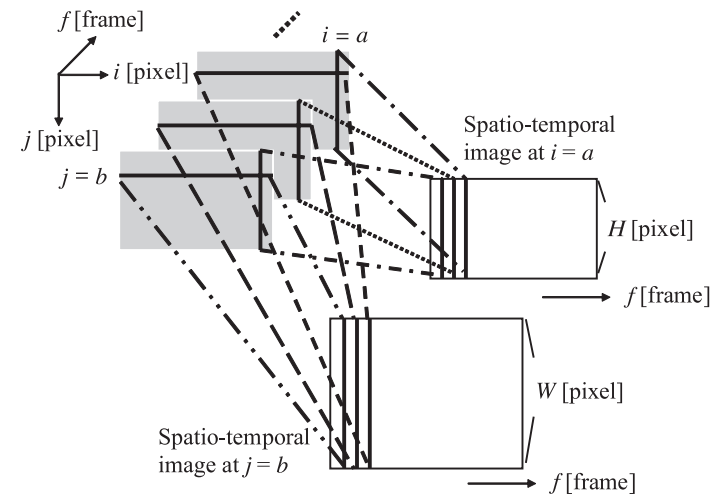 f [frame]
i = a
i [pixel]
j [pixel]
j = b
Spatio-temporal
image at i = a
H [pixel]
f [frame]
W [pixel]
Spatio-temporal
image at j = b
f [frame]